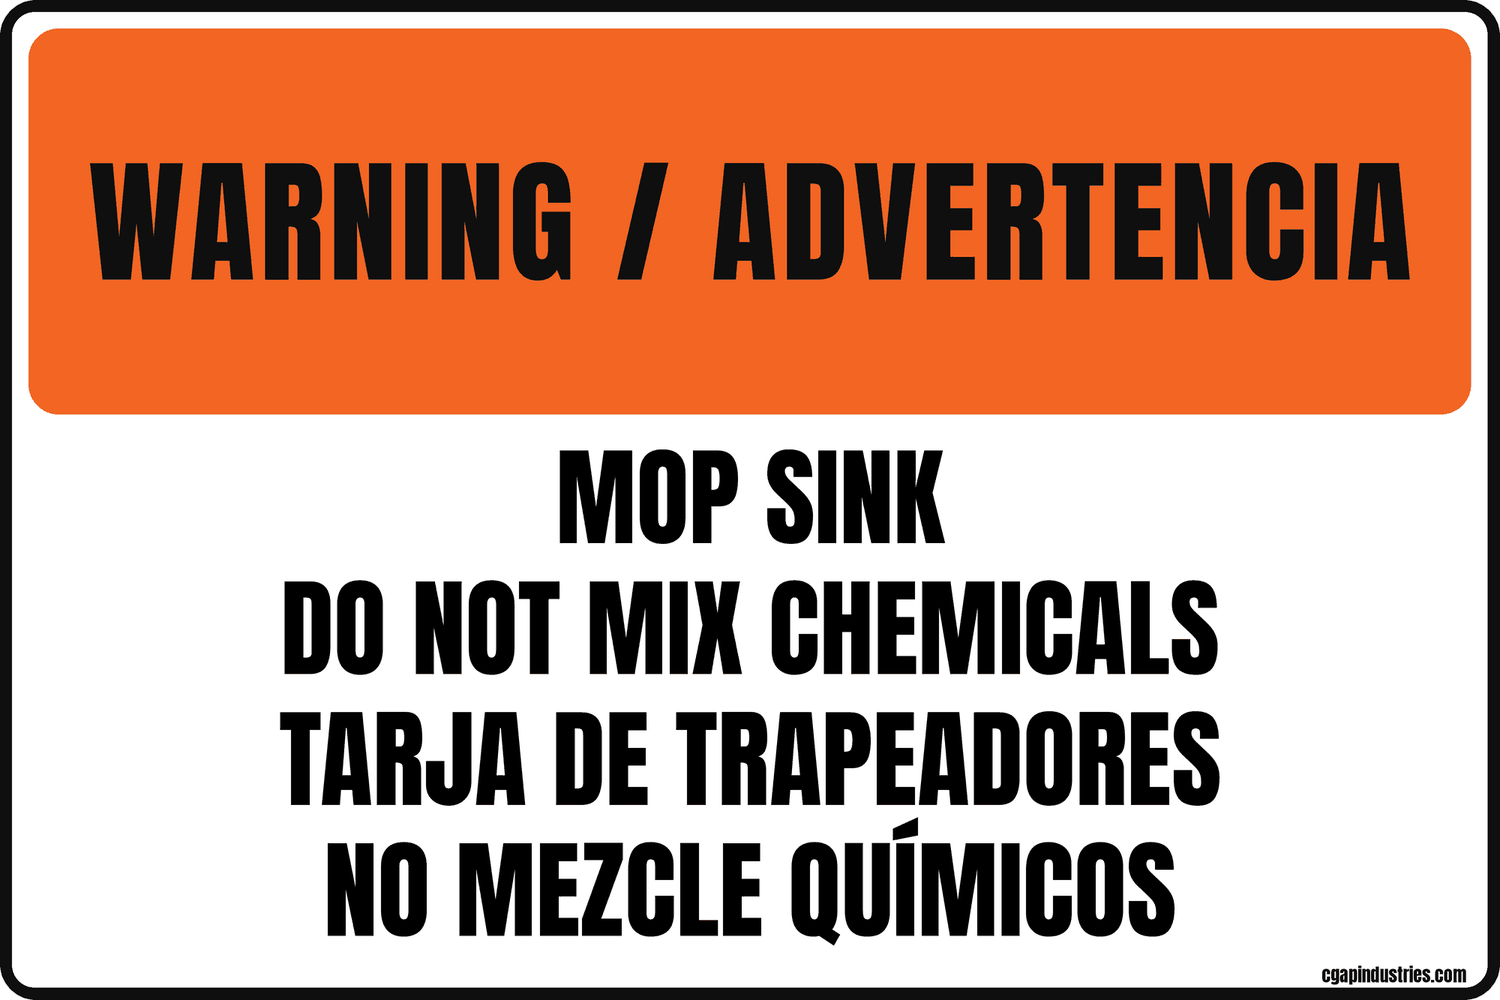 WARNING / ADVERTENCIA
MOP SINK
DO NOT MIX CHEMICALS
TARJA DE TRAPEADORES
NO MEZCLE QUÍMICOS
cgapindustries.com